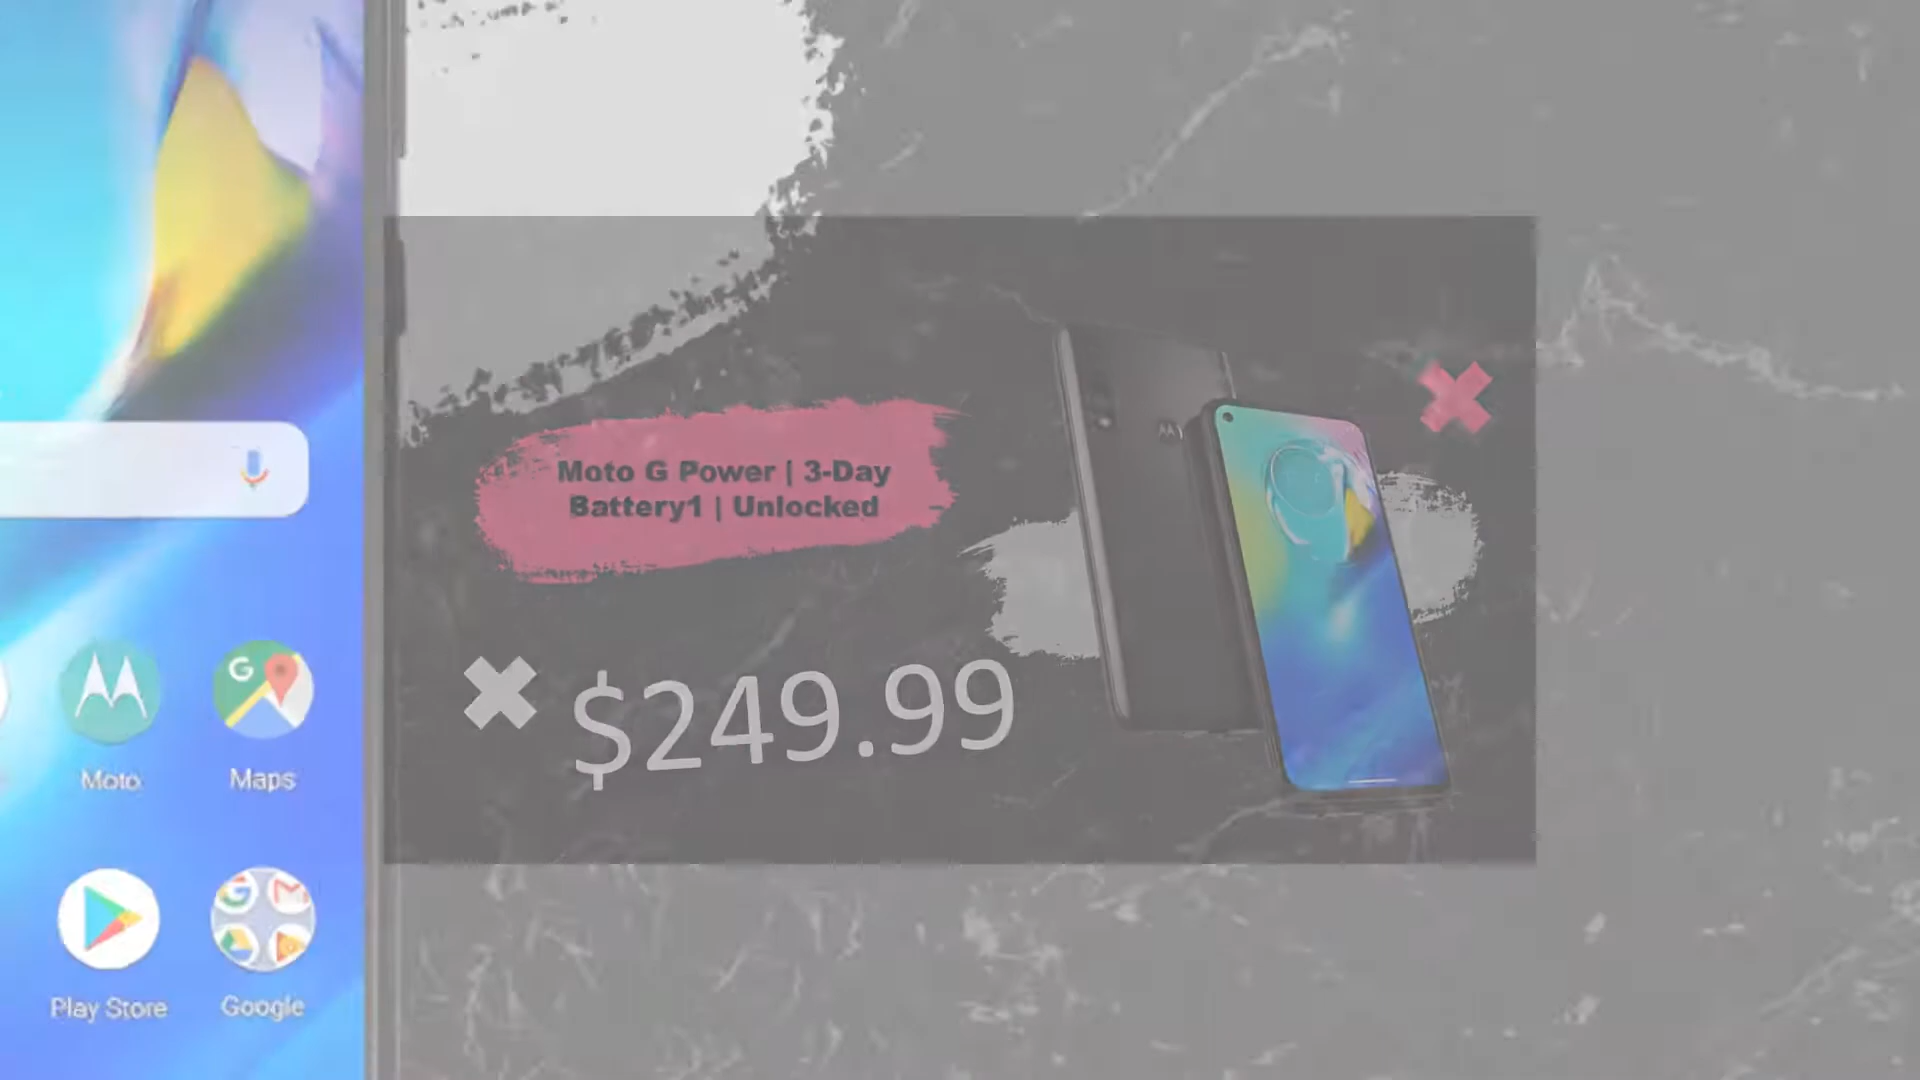 Moto G Power | 3-Day
Battery1 | Unlocked
$249.99
Moto
Maps
Play Store
Google